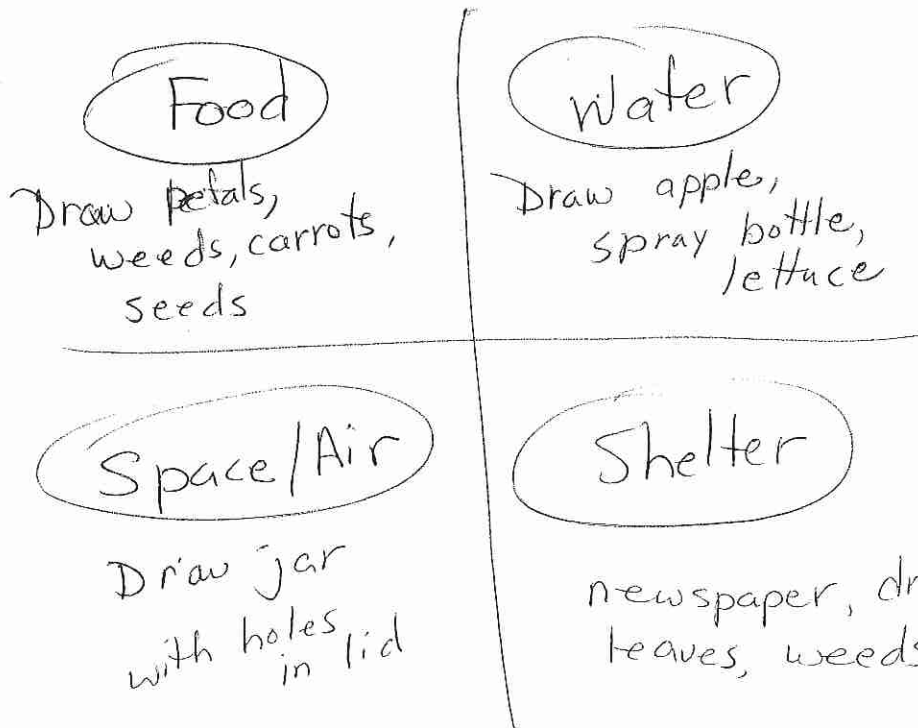 Food
Draw petals,
weeds, carrots,
seeds
Water
Draw apple,
spray bottle,
lettuce
Space/Air
Draw jar
with holes
in lid
Shelter
newspaper,
leaves, weeds